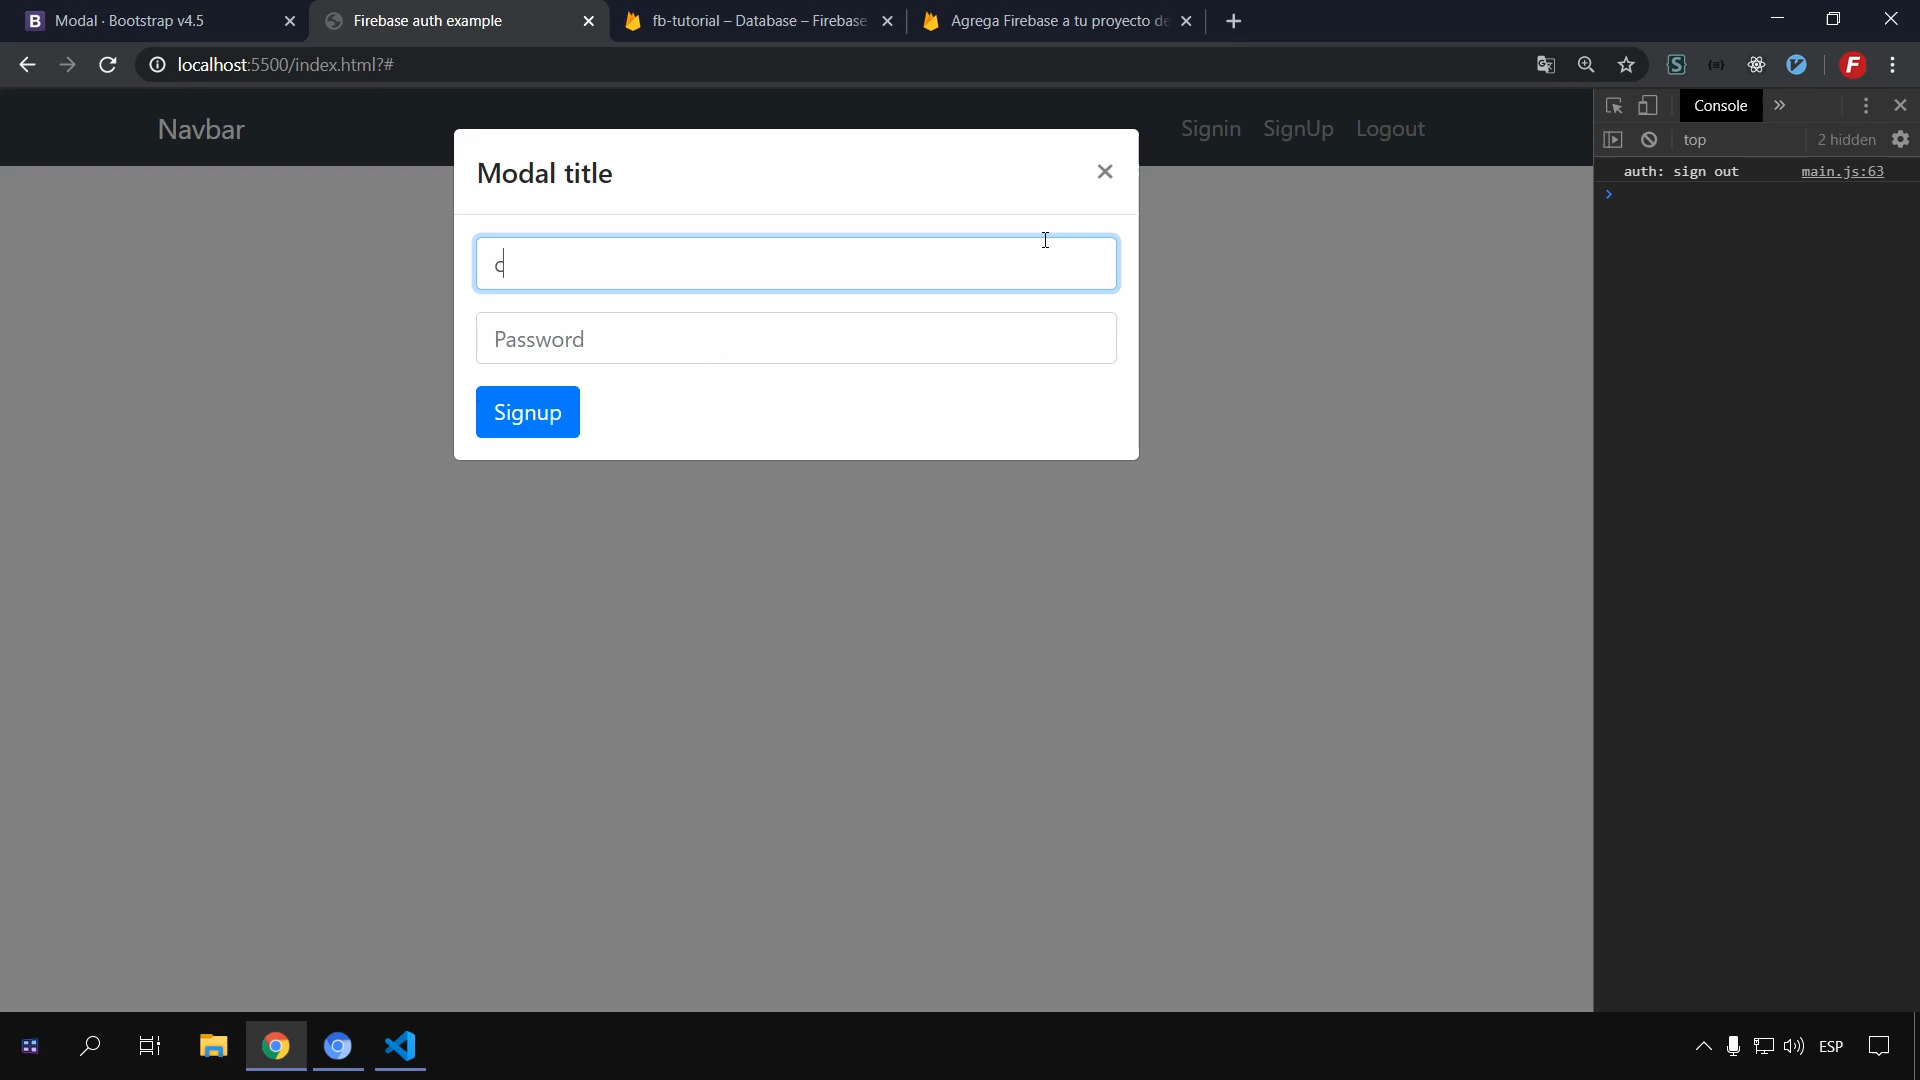 Modal · Bootstrap v4.5
Firebase auth example
fb-tutorial – Database – Firebase
Agrega Firebase a tu proyecto de
localhost:5500/index.html?#
Navbar
Signin SignUp Logout
Console
top
2 hidden
auth: sign out main.js:63
Modal title
c
Password
Signup
ESP